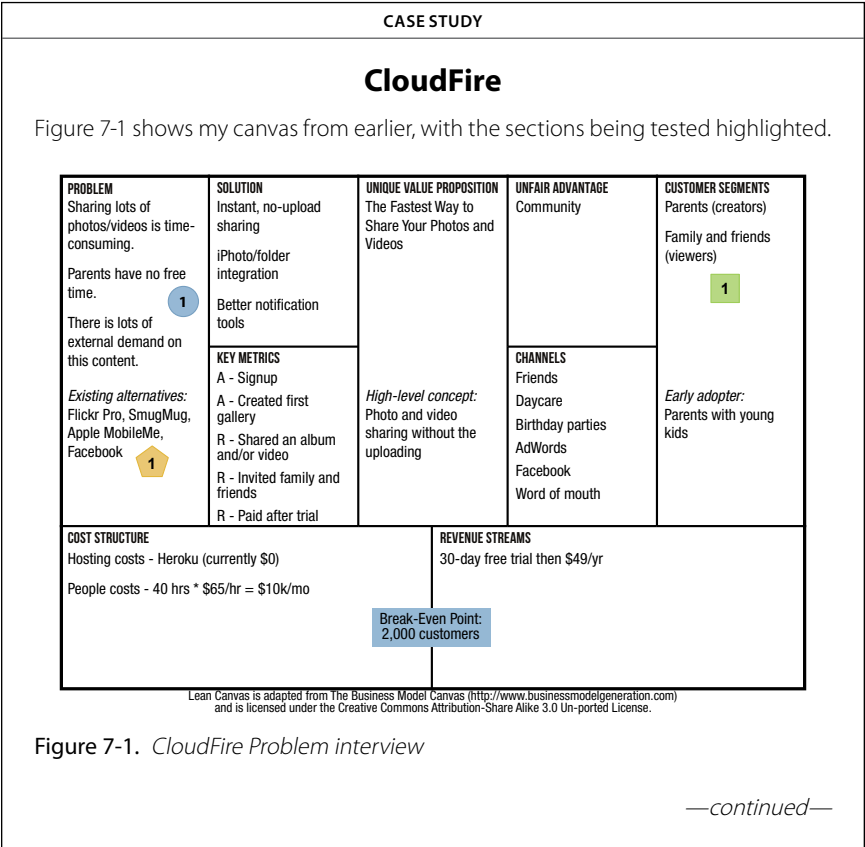 CASE STUDY
CloudFire
Figure 7-1 shows my canvas from earlier, with the sections being tested highlighted.
PROBLEM
Sharing lots of
photos/videos is time-
consuming.
Parents have no free
time.
1
There is lots of
external demand on
this content.
Existing alternatives:
Flickr Pro, SmugMug,
Apple MobileMe,
Facebook
1
SOLUTION
Instant, no-upload
sharing
iPhoto/folder
integration
Better notification
tools
KEY METRICS
A - Signup
A - Created first
gallery
R - Shared an album
and/or video
R - Invited family and
friends
R - Paid after trial
UNIQUE VALUE PROPOSITION
The Fastest Way to
Share Your Photos and
Videos
High-level concept:
Photo and video
sharing without the
uploading
UNFAIR ADVANTAGE
Community
CHANNELS
Friends
Daycare
Birthday parties
AdWords
Facebook
Word of mouth
CUSTOMER SEGMENTS
Parents (creators)
Family and friends
(viewers)
1
Early adopter:
Parents with young
kids
COST STRUCTURE
Hosting costs - Heroku (currently $0)
People costs - 40 hrs * $65/hr = $10k/mo
REVENUE STREAMS
30-day free trial then $49/yr
Break-Even Point:
2,000 customers
Lean Canvas is adapted from The Business Model Canvas (http://www.businessmodelgeneration.com)
and is licensed under the Creative Commons Attribution-Share Alike 3.0 Un-ported License.
Figure 7-1. CloudFire Problem interview
—continued—